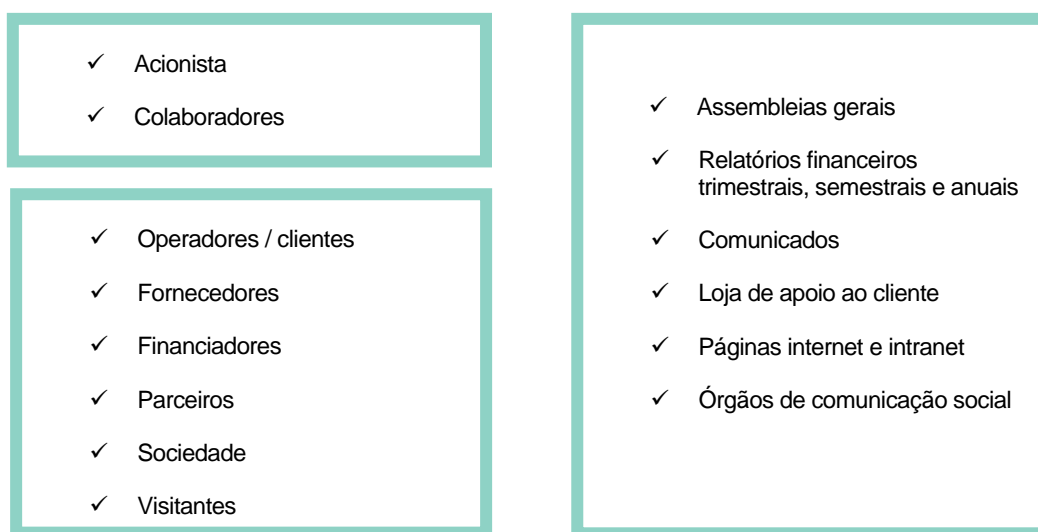 ✓ Acionista
✓ Colaboradores
✓ Operadores / clientes
✓ Fornecedores
✓ Financiadores
✓ Parceiros
✓ Sociedade
✓ Visitantes
✓ Assembleias gerais
✓ Relatórios financeiros
trimestrais, semestrais e anuais
✓ Comunicados
✓ Loja de apoio ao cliente
✓ Páginas internet e intranet
✓ Órgãos de comunicação social